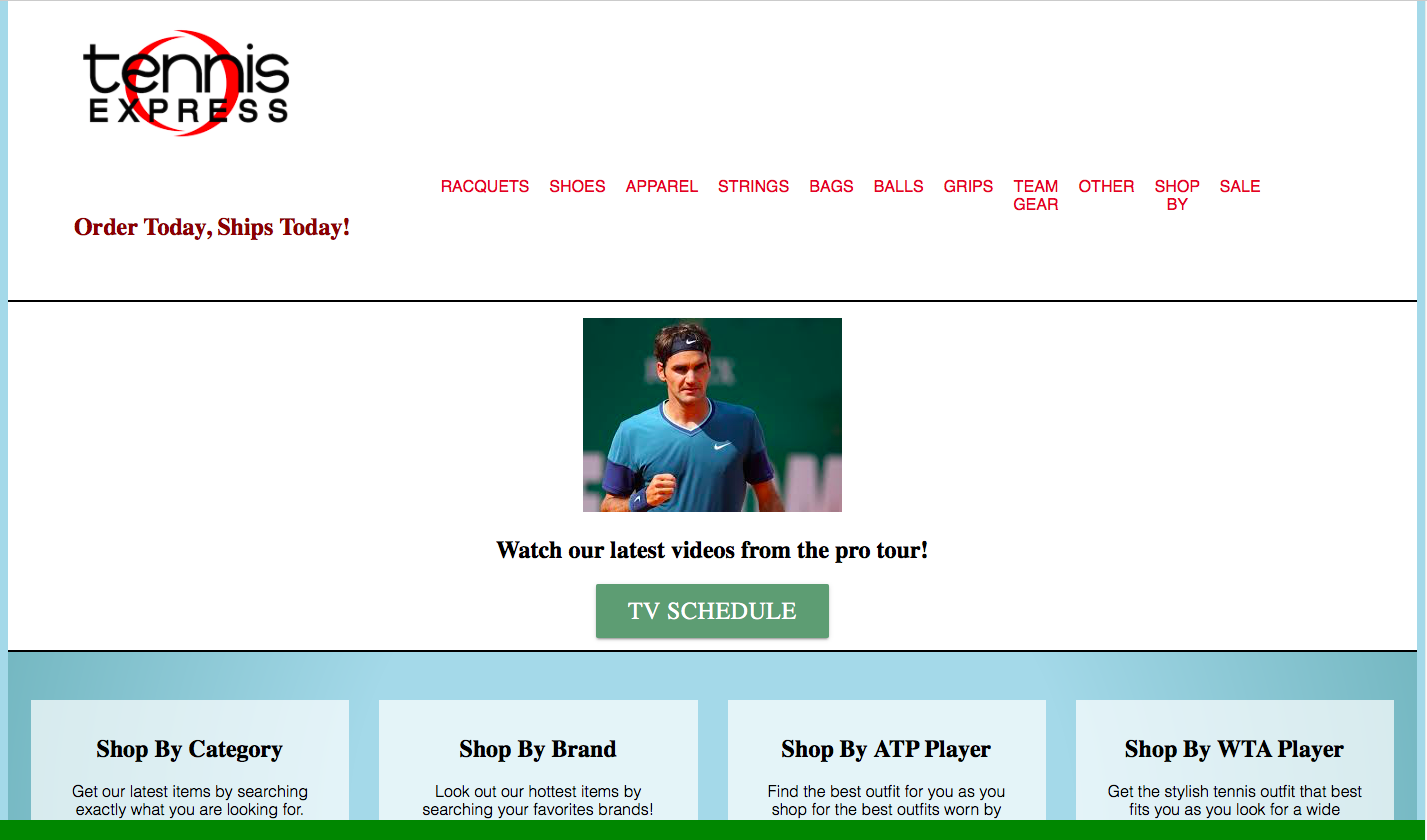 tennis
EXPRESS
RACQUETS SHOES APPAREL STRINGS BAGS BALLS GRIPS TEAM GEAR OTHER SHOP BY SALE
Order Today, Ships Today!
Watch our latest videos from the pro tour!
TV SCHEDULE
Shop By Category
Get our latest items by searching
exactly what you are looking for.
Shop By Brand
Look out our hottest items by
searching your favorites brands!
Shop By ATP Player
Find the best outfit for you as you
shop for the best outfits worn by
Shop By WTA Player
Get the stylish tennis outfit that best
fits you as you look for a wide